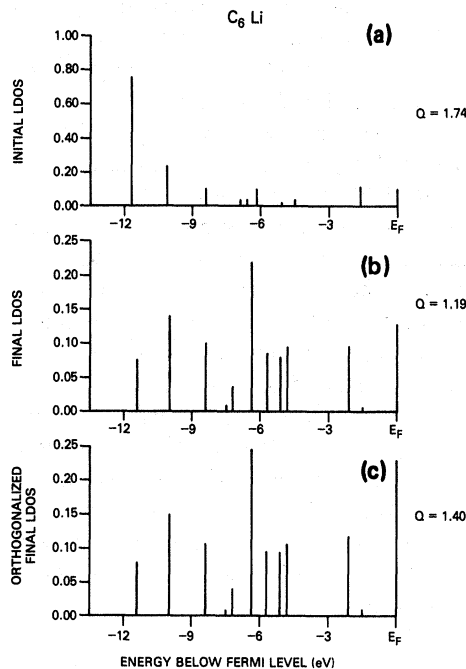 C6 Li
(a)
INITIAL LDOS
1.00
0.80
0.60
0.40
0.20
0.00
−12
−9
−6
−3
EF
Q = 1.74
(b)
FINAL LDOS
0.25
0.20
0.15
0.10
0.05
0.00
−12
−9
−6
−3
EF
Q = 1.19
(c)
ORTHOGONALIZED
FINAL LDOS
0.25
0.20
0.15
0.10
0.05
0.00
−12
−9
−6
−3
EF
Q = 1.40
ENERGY BELOW FERMI LEVEL (eV)